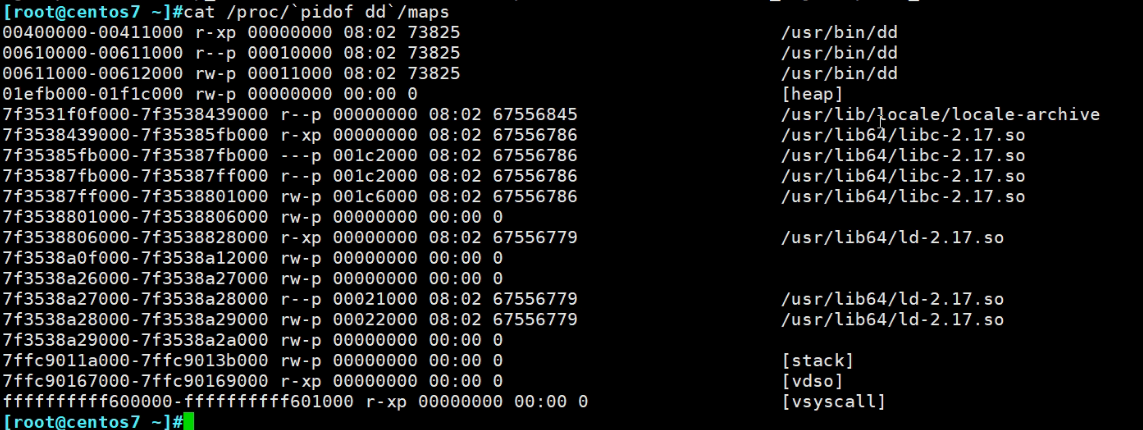 [root@centos7 ~]#cat /proc/`pidof dd`/maps
00400000-00411000 r-xp 00000000 08:02 73825 /usr/bin/dd
00610000-00611000 r--p 00010000 08:02 73825 /usr/bin/dd
00611000-00612000 rw-p 00011000 08:02 73825 /usr/bin/dd
01efb000-01f1c000 rw-p 00000000 00:00 0 [heap]
7f3531f0f000-7f3538439000 r--p 00000000 08:02 67556845 /usr/lib/locale/locale-archive
7f3538439000-7f35385fb000 r-xp 00000000 08:02 67556786 /usr/lib64/libc-2.17.so
7f35385fb000-7f35387fb000 ---p 001c2000 08:02 67556786 /usr/lib64/libc-2.17.so
7f35387fb000-7f35387ff000 r--p 001c2000 08:02 67556786 /usr/lib64/libc-2.17.so
7f35387ff000-7f3538801000 rw-p 001c6000 08:02 67556786 /usr/lib64/libc-2.17.so
7f3538801000-7f3538806000 rw-p 00000000 00:00 0
7f3538806000-7f3538828000 r-xp 00000000 08:02 67556779 /usr/lib64/ld-2.17.so
7f3538a0f000-7f3538a12000 rw-p 00000000 00:00 0
7f3538a26000-7f3538a27000 rw-p 00000000 00:00 0
7f3538a27000-7f3538a28000 r--p 00021000 08:02 67556779 /usr/lib64/ld-2.17.so
7f3538a28000-7f3538a29000 rw-p 00022000 08:02 67556779 /usr/lib64/ld-2.17.so
7f3538a29000-7f3538a2a000 rw-p 00000000 00:00 0
7ffc9011a000-7ffc9013b000 rw-p 00000000 00:00 0 [stack]
7ffc90167000-7ffc90169000 r-xp 00000000 00:00 0 [vdso]
ffffffffff600000-ffffffffff601000 r-xp 00000000 00:00 0 [vsyscall]
[root@centos7 ~]#